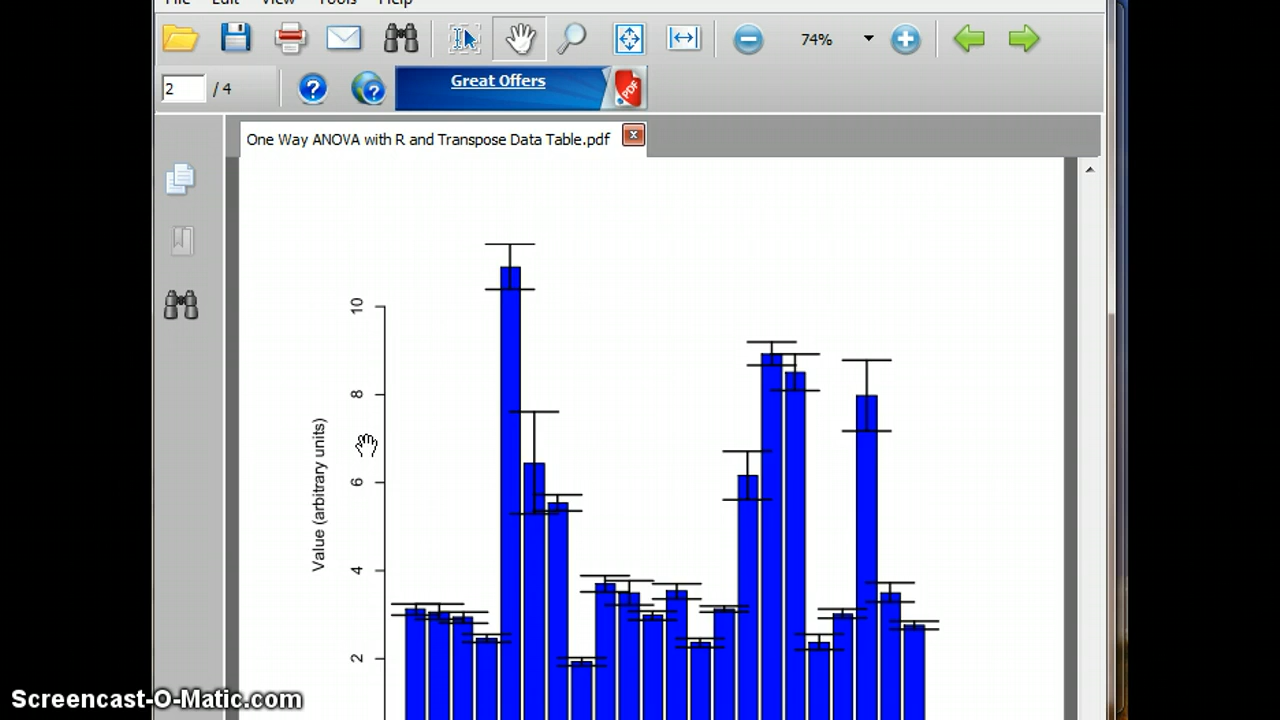 File Edit View Tools Help
74%
2 / 4
Great Offers
PDF
One Way ANOVA with R and Transpose Data Table.pdf
10
8
6
4
2
Value (arbitrary units)
Screencast-O-Matic.com